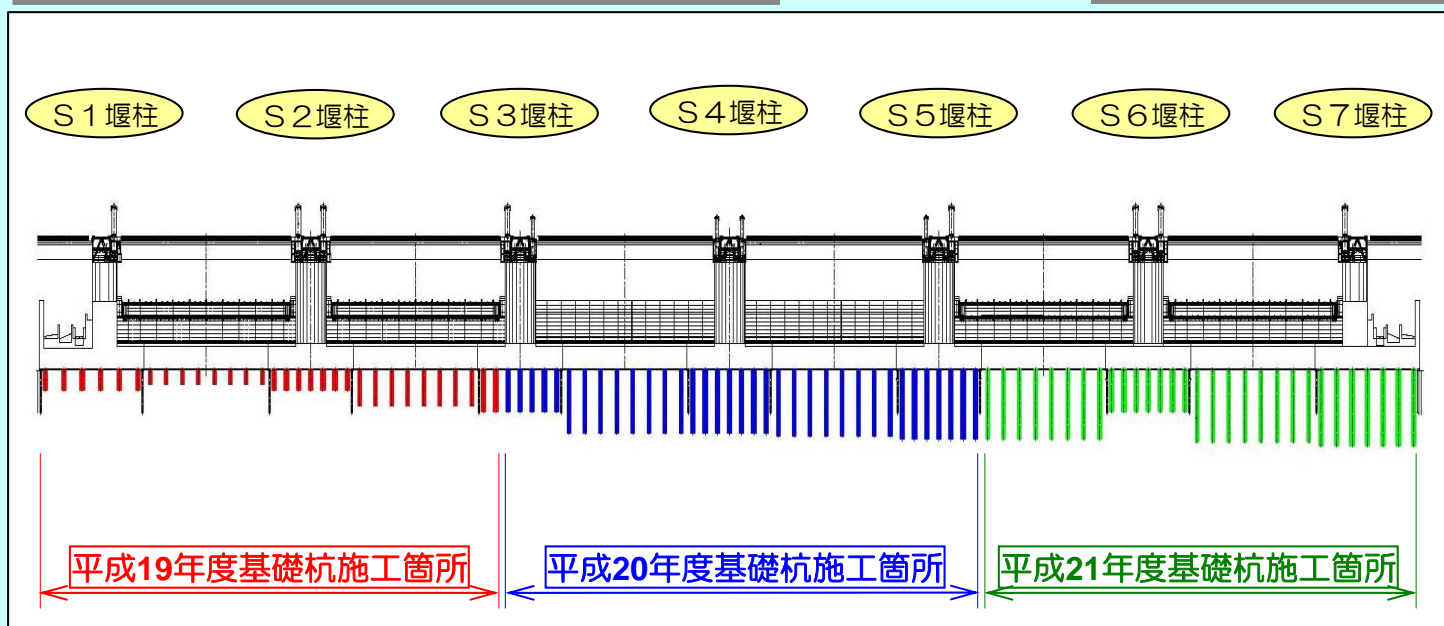 S1堰柱
S2堰柱
S3堰柱
S4堰柱
S5堰柱
S6堰柱
S7堰柱
平成19年度基礎杭施工箇所
平成20年度基礎杭施工箇所
平成21年度基礎杭施工箇所